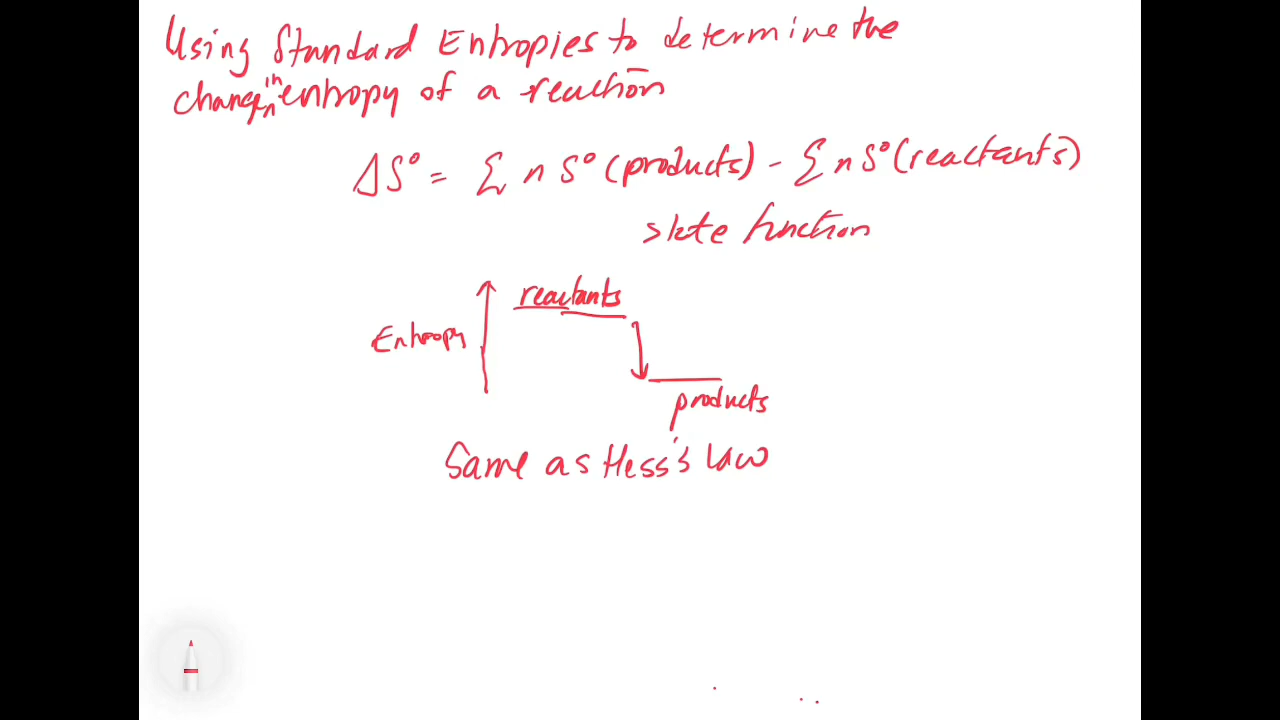 Using Standard Entropies to determine the
change in entropy of a reaction
ΔS° = Σ n S° (products) - Σ n S° (reactants)
state function
reactants
Entropy
products
Same as Hess's Law